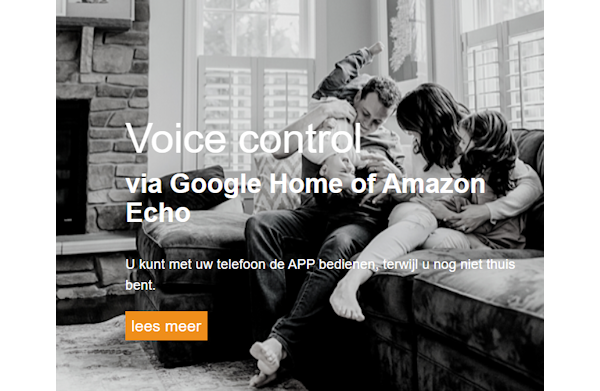 Voice control
via Google Home of Amazon
Echo
U kunt met uw telefoon de APP bedienen, terwijl u nog niet thuis
bent.
lees meer